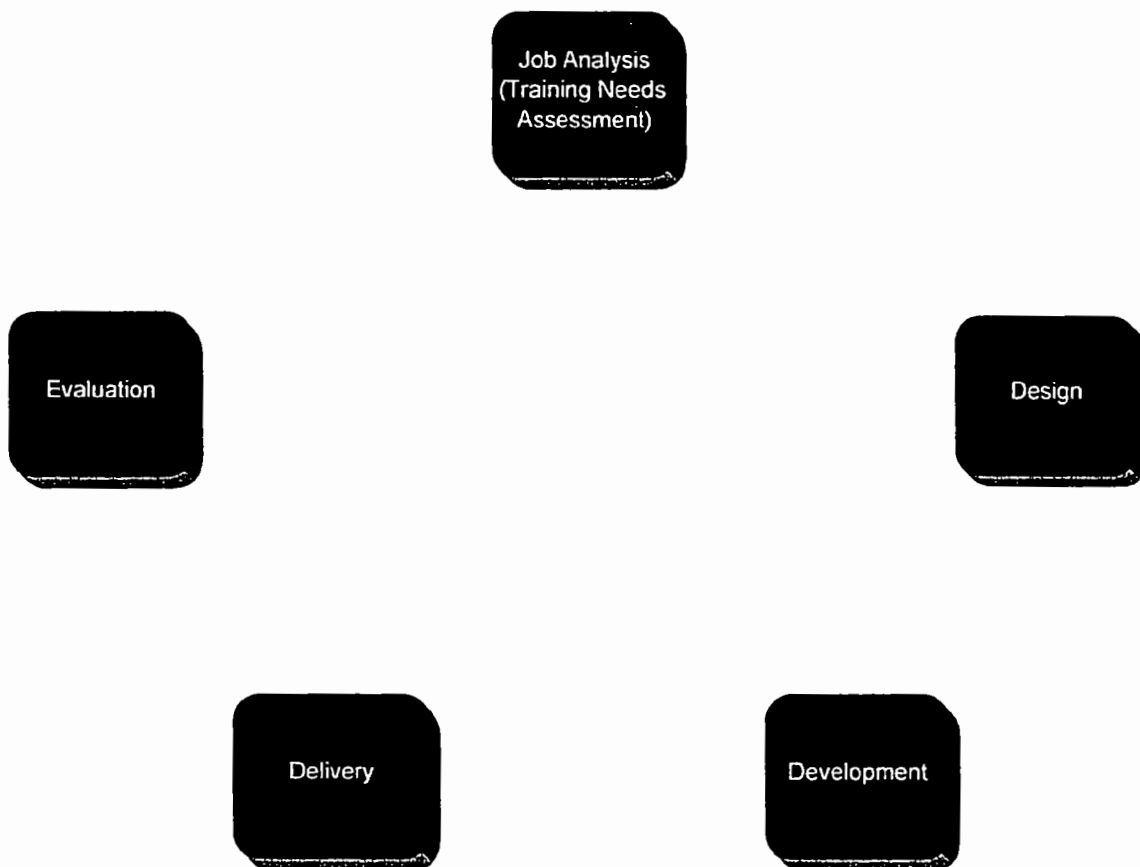 Job Analysis
(Training Needs
Assessment)
Evaluation
Design
Delivery
Development